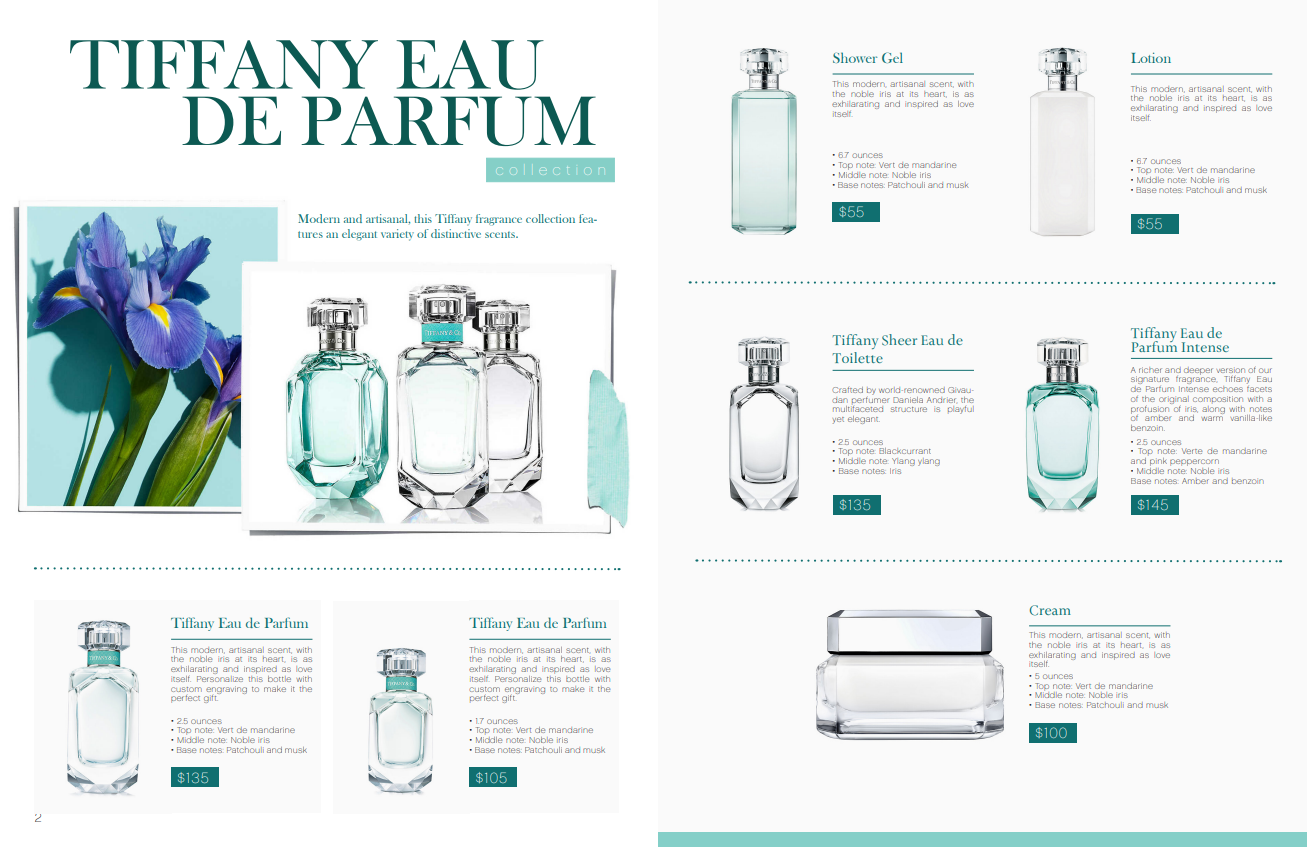 TIFFANY EAU
DE PARFUM
collection
Modern and artisanal, this Tiffany fragrance collection fea-
tures an elegant variety of distinctive scents.
TIFFANY & CO.
Tiffany Eau de Parfum
This modern, artisanal scent, with
the noble iris at its heart, is as
exhilarating and inspired as love
itself. Personalize this bottle with
custom engraving to make it the
perfect gift.
• 2.5 ounces
• Top note: Vert de mandarine
• Middle note: Noble iris
• Base notes: Patchouli and musk
$135
Tiffany Eau de Parfum
This modern, artisanal scent, with
the noble iris at its heart, is as
exhilarating and inspired as love
itself. Personalize this bottle with
custom engraving to make it the
perfect gift.
• 1.7 ounces
• Top note: Vert de mandarine
• Middle note: Noble iris
• Base notes: Patchouli and musk
$105
2
Shower Gel
This modern, artisanal scent, with
the noble iris at its heart, is as
exhilarating and inspired as love
itself.
• 6.7 ounces
• Top note: Vert de mandarine
• Middle note: Noble iris
• Base notes: Patchouli and musk
$55
Lotion
This modern, artisanal scent, with
the noble iris at its heart, is as
exhilarating and inspired as love
itself.
• 6.7 ounces
• Top note: Vert de mandarine
• Middle note: Noble iris
• Base notes: Patchouli and musk
$55
Tiffany Sheer Eau de
Toilette
Crafted by world-renowned Givau-
dan perfumer Daniela Andrier, the
multifaceted structure is playful
yet elegant.
• 2.5 ounces
• Top note: Blackcurrant
• Middle note: Ylang ylang
• Base notes: Iris
$135
Tiffany Eau de
Parfum Intense
A richer and deeper version of our
signature fragrance, Tiffany Eau
de Parfum Intense echoes facets
of the original composition with a
profusion of iris, along with notes
of amber and warm vanilla-like
benzoin.
• 2.5 ounces
• Top note: Verte de mandarine
and pink peppercorn
• Middle note: Noble iris
Base notes: Amber and benzoin
$145
Cream
This modern, artisanal scent, with
the noble iris at its heart, is as
exhilarating and inspired as love
itself.
• 5 ounces
• Top note: Vert de mandarine
• Middle note: Noble iris
• Base notes: Patchouli and musk
$100